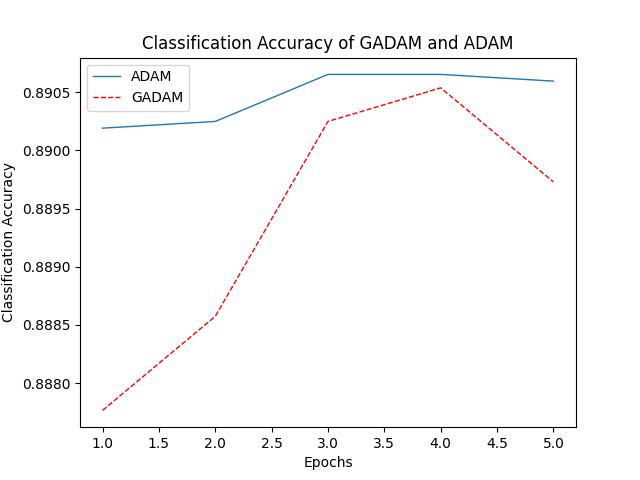 Classification Accuracy of GADAM and ADAM
ADAM
GADAM
Classification Accuracy
0.8905
0.8900
0.8895
0.8890
0.8885
0.8880
1.0 1.5 2.0 2.5 3.0 3.5 4.0 4.5 5.0
Epochs